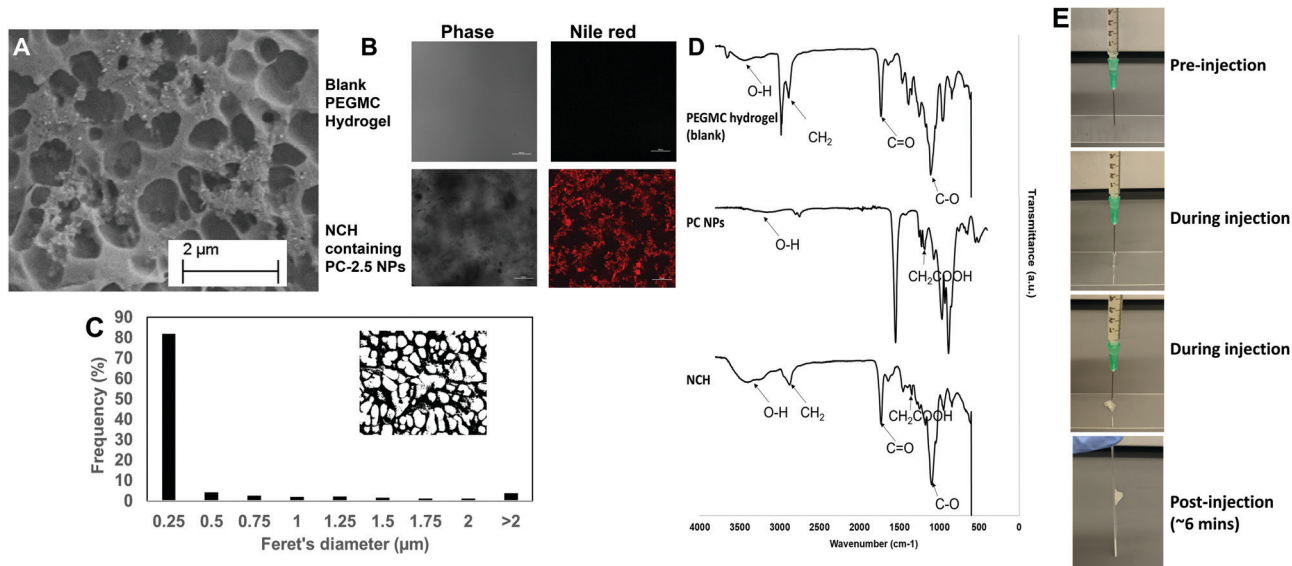 A
2 µm
B
Phase
Nile red
Blank
PEGMC
Hydrogel
NCH
containing
PC-2.5 NPs
C
90
80
70
60
50
40
30
20
10
0
Frequency (%)
0.25 0.5 0.75 1 1.25 1.5 1.75 2 >2
Feret's diameter (µm)
D
O-H
PEGMC hydrogel
(blank)
CH2
C=O
C-O
PC NPs
O-H
CH2COOH
NCH
O-H
CH2
C=O
CH2COOH
C-O
Transmittance (a.u.)
4000 3500 3000 2500 2000 1500 1000 500 0
Wavenumber (cm-1)
E
Pre-injection
During injection
During injection
Post-injection
(~6 mins)